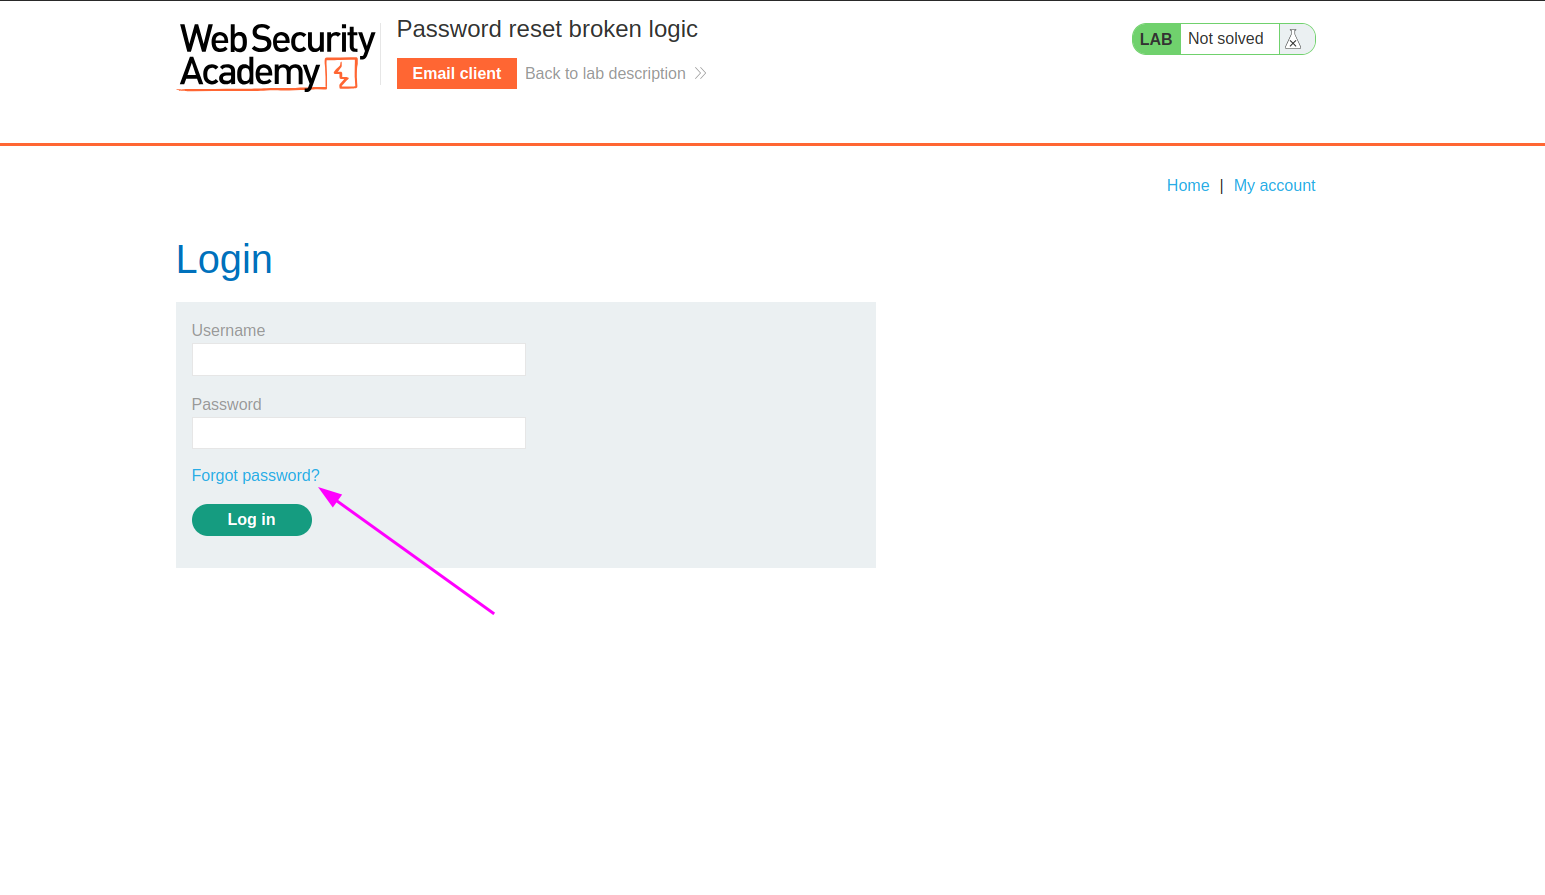 Web Security
Academy
Password reset broken logic
Email client
Back to lab description
LAB
Not solved
Home | My account
Login
Username
Password
Forgot password?
Log in